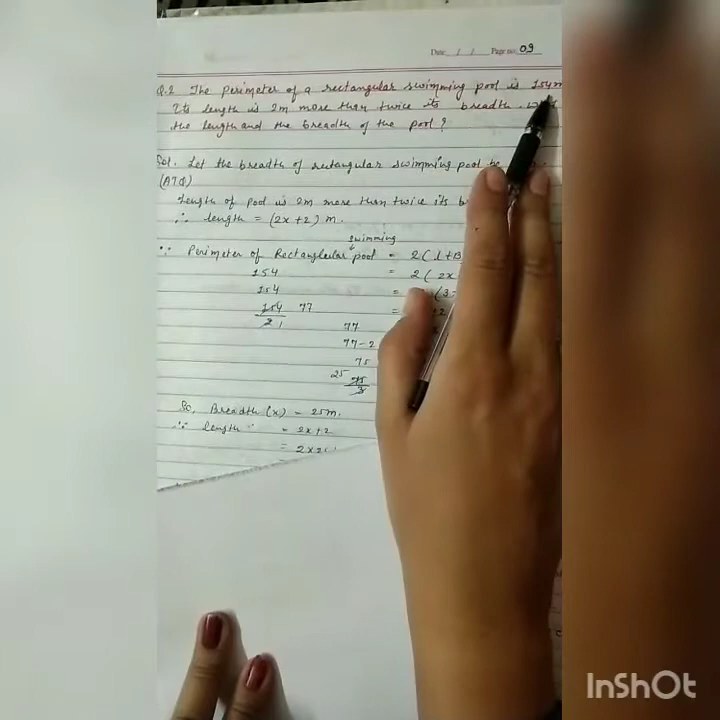 Date / / Page no. 09
Q.2 The perimeter of a rectangular swimming pool is 154m
Its length is 2m more than twice its breadth.
the length and the breadth of the pool?
Sol. Let the breadth of rectangular swimming pool be
(ATQ)
Length of pool is 2m more than twice its
∴ length = (2x+2) m.
swimming
∵ Perimeter of Rectangleular pool = 2(l+B
154 = 2( 2x
154 = (3
154 77 =
2 1
77
77-2
75
25 75
3
So, Breadth (x) = 25m.
∴ length = 2x+2
= 2×2
InShOt